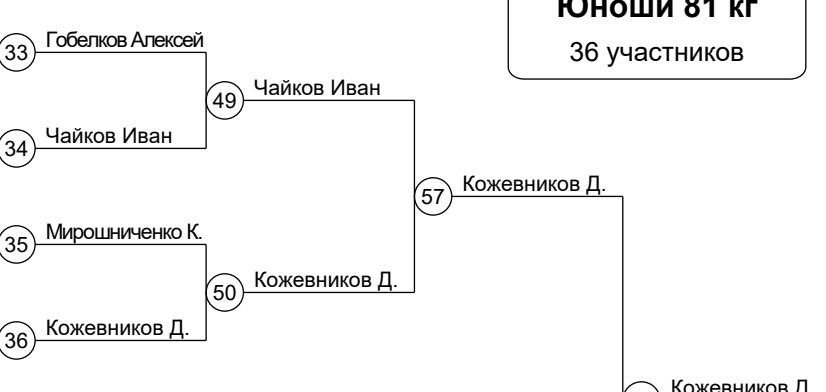 Юноши 81 кг
36 участников
33 Гобелков Алексей
49 Чайков Иван
34 Чайков Иван
57 Кожевников Д.
35 Мирошниченко К.
50 Кожевников Д.
36 Кожевников Д.
Кожевников Д